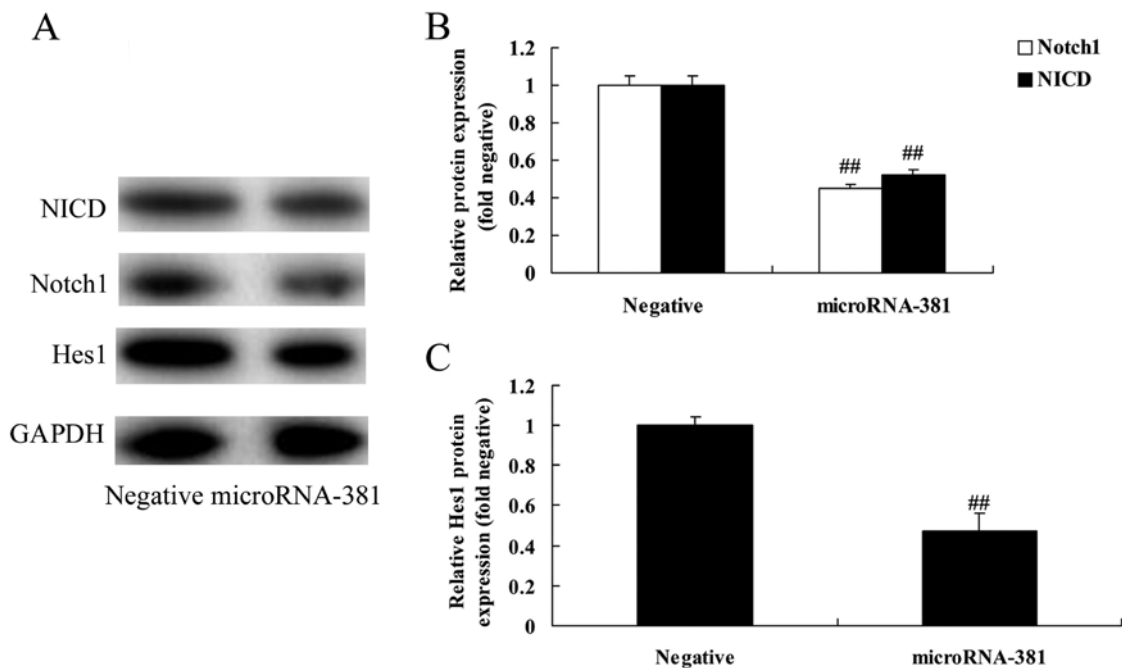 A
NICD
Notch1
Hes1
GAPDH
Negative microRNA-381
B
Relative protein expression
(fold negative)
1.2
1
0.8
0.6
0.4
0.2
0
##
##
Negative
microRNA-381
Notch1
NICD
C
Relative Hes1 protein
expression (fold negative)
1.2
1
0.8
0.6
0.4
0.2
0
##
Negative
microRNA-381